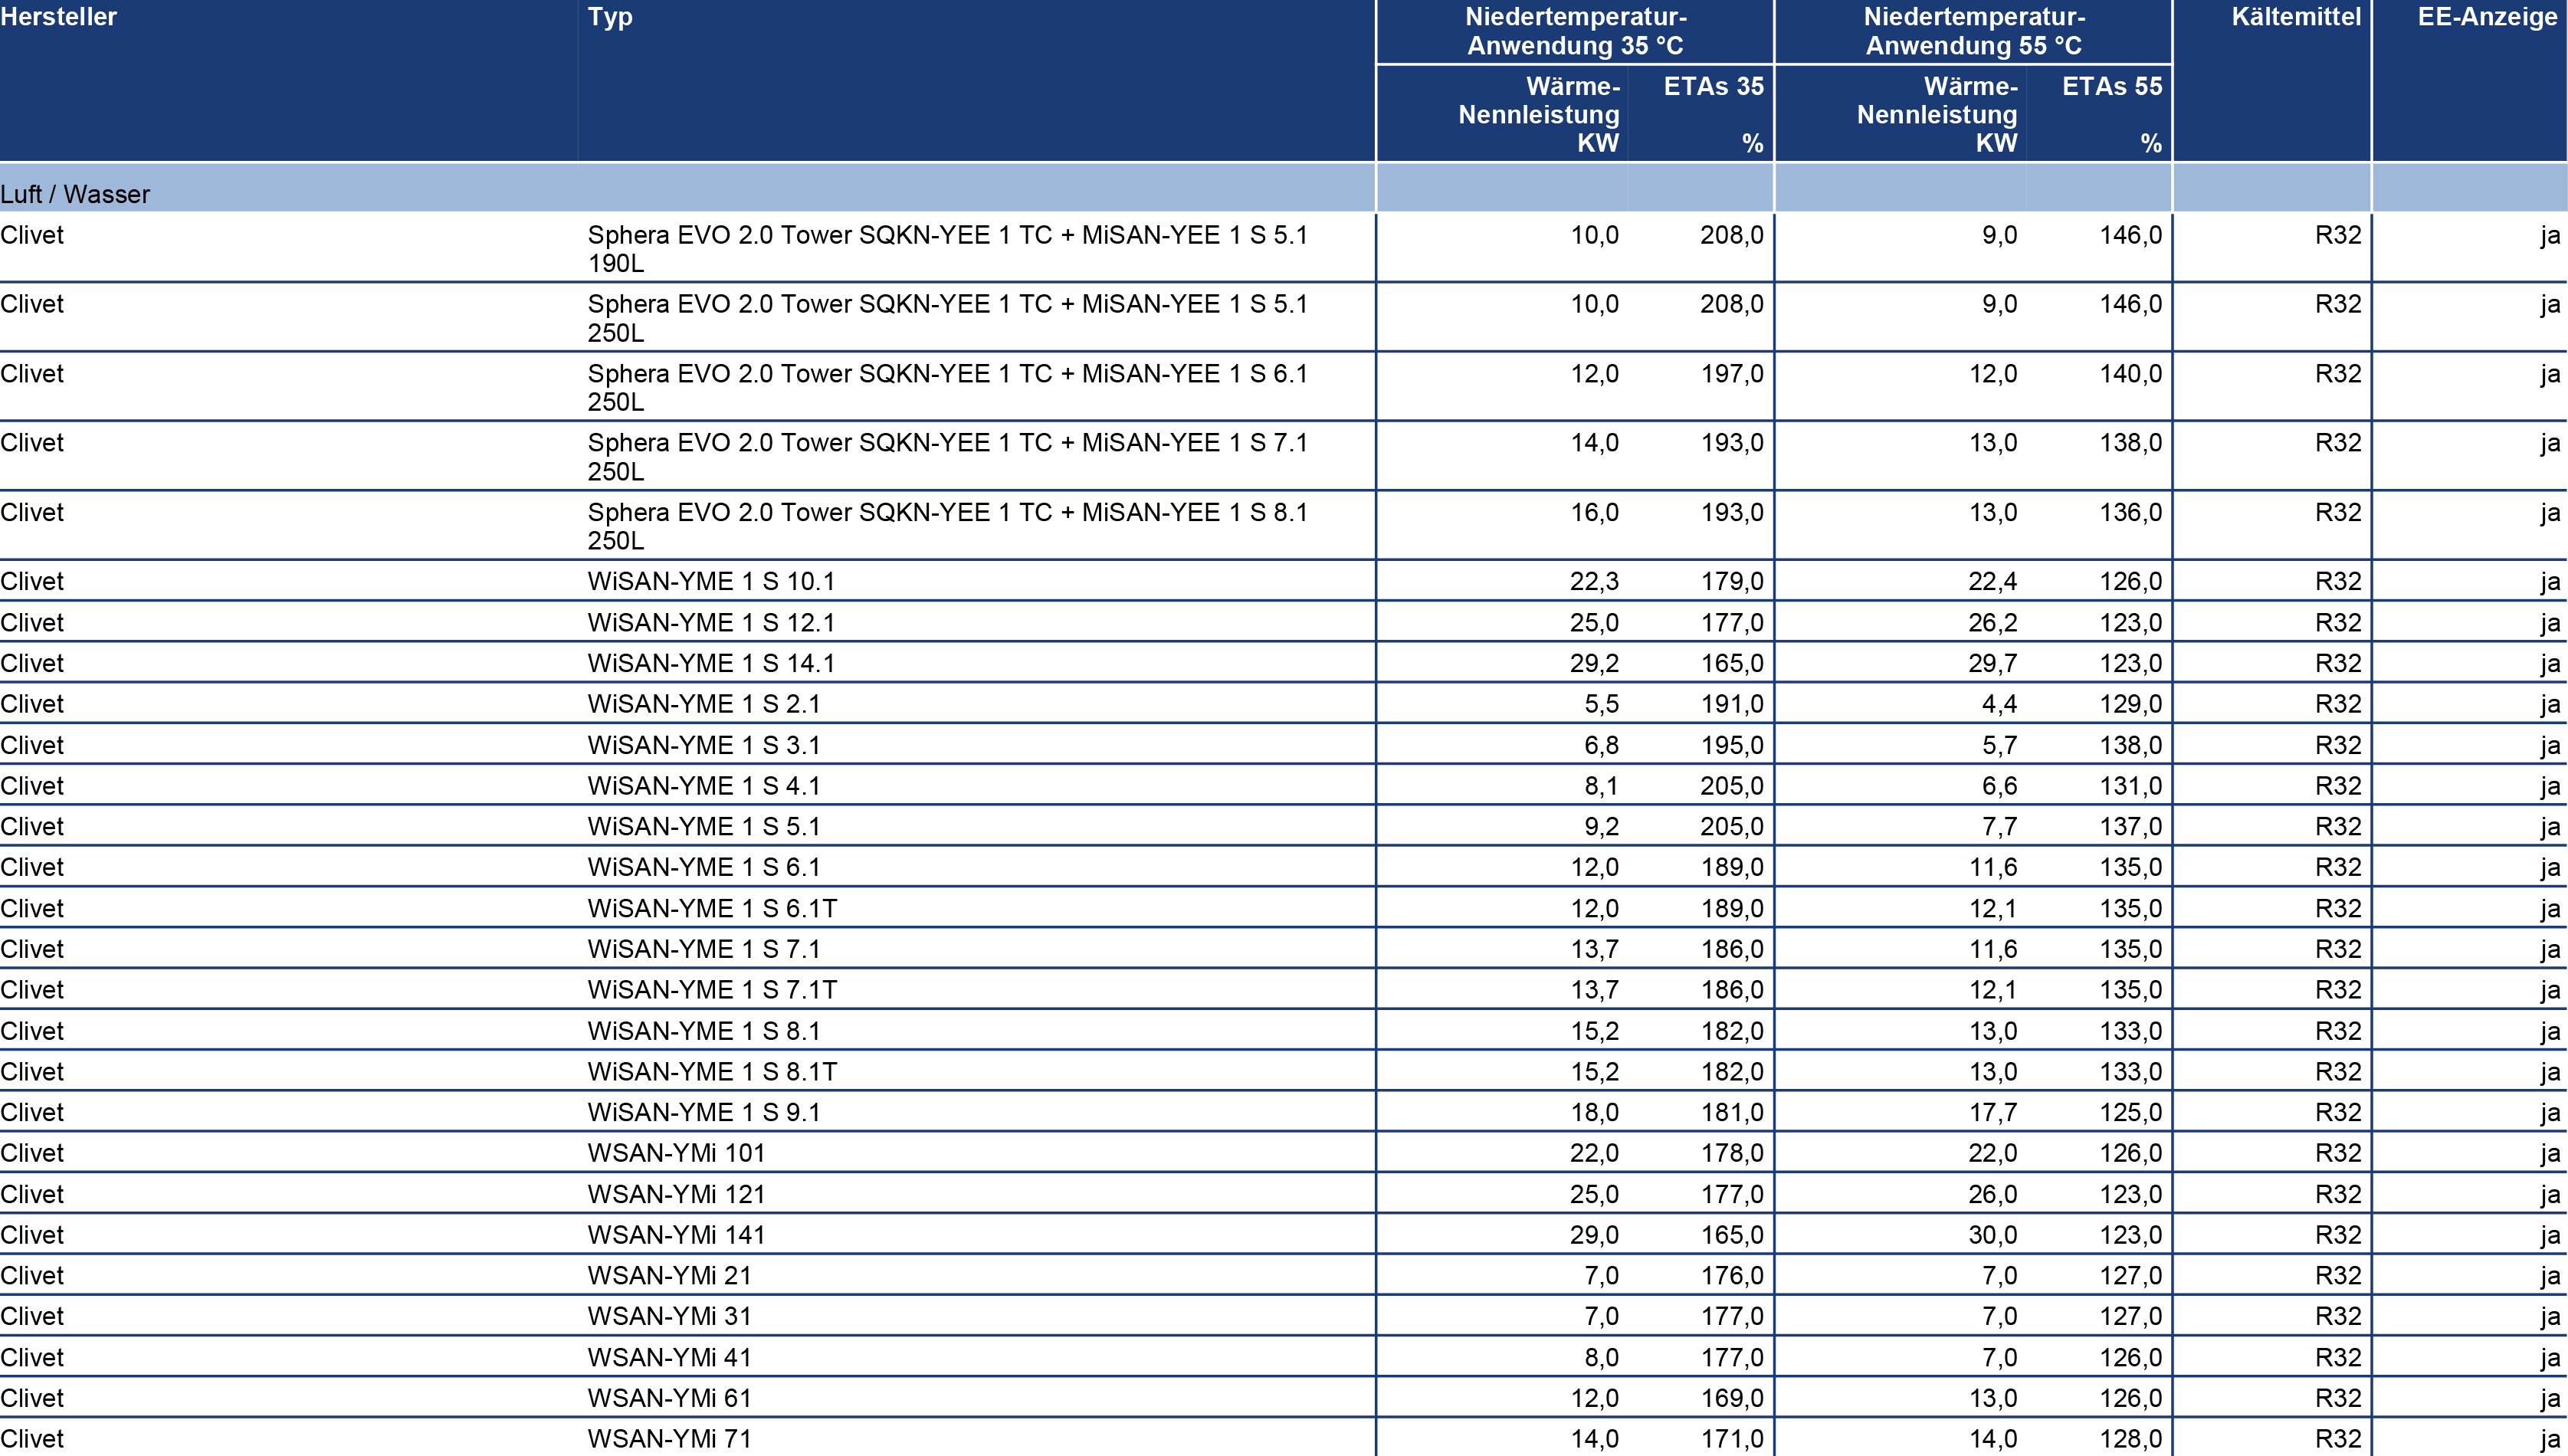 Hersteller Typ Niedertemperatur- Niedertemperatur- Kältemittel EE-Anzeige
Anwendung 35 °C Anwendung 55 °C
Wärme- ETAs 35 Wärme- ETAs 55
Nennleistung Nennleistung
KW % KW %
Luft / Wasser
Clivet Sphera EVO 2.0 Tower SQKN-YEE 1 TC + MiSAN-YEE 1 S 5.1 10,0 208,0 9,0 146,0 R32 ja
190L
Clivet Sphera EVO 2.0 Tower SQKN-YEE 1 TC + MiSAN-YEE 1 S 5.1 10,0 208,0 9,0 146,0 R32 ja
250L
Clivet Sphera EVO 2.0 Tower SQKN-YEE 1 TC + MiSAN-YEE 1 S 6.1 12,0 197,0 12,0 140,0 R32 ja
250L
Clivet Sphera EVO 2.0 Tower SQKN-YEE 1 TC + MiSAN-YEE 1 S 7.1 14,0 193,0 13,0 138,0 R32 ja
250L
Clivet Sphera EVO 2.0 Tower SQKN-YEE 1 TC + MiSAN-YEE 1 S 8.1 16,0 193,0 13,0 136,0 R32 ja
250L
Clivet WiSAN-YME 1 S 10.1 22,3 179,0 22,4 126,0 R32 ja
Clivet WiSAN-YME 1 S 12.1 25,0 177,0 26,2 123,0 R32 ja
Clivet WiSAN-YME 1 S 14.1 29,2 165,0 29,7 123,0 R32 ja
Clivet WiSAN-YME 1 S 2.1 5,5 191,0 4,4 129,0 R32 ja
Clivet WiSAN-YME 1 S 3.1 6,8 195,0 5,7 138,0 R32 ja
Clivet WiSAN-YME 1 S 4.1 8,1 205,0 6,6 131,0 R32 ja
Clivet WiSAN-YME 1 S 5.1 9,2 205,0 7,7 137,0 R32 ja
Clivet WiSAN-YME 1 S 6.1 12,0 189,0 11,6 135,0 R32 ja
Clivet WiSAN-YME 1 S 6.1T 12,0 189,0 12,1 135,0 R32 ja
Clivet WiSAN-YME 1 S 7.1 13,7 186,0 11,6 135,0 R32 ja
Clivet WiSAN-YME 1 S 7.1T 13,7 186,0 12,1 135,0 R32 ja
Clivet WiSAN-YME 1 S 8.1 15,2 182,0 13,0 133,0 R32 ja
Clivet WiSAN-YME 1 S 8.1T 15,2 182,0 13,0 133,0 R32 ja
Clivet WiSAN-YME 1 S 9.1 18,0 181,0 17,7 125,0 R32 ja
Clivet WSAN-YMi 101 22,0 178,0 22,0 126,0 R32 ja
Clivet WSAN-YMi 121 25,0 177,0 26,0 123,0 R32 ja
Clivet WSAN-YMi 141 29,0 165,0 30,0 123,0 R32 ja
Clivet WSAN-YMi 21 7,0 176,0 7,0 127,0 R32 ja
Clivet WSAN-YMi 31 7,0 177,0 7,0 127,0 R32 ja
Clivet WSAN-YMi 41 8,0 177,0 7,0 126,0 R32 ja
Clivet WSAN-YMi 61 12,0 169,0 13,0 126,0 R32 ja
Clivet WSAN-YMi 71 14,0 171,0 14,0 128,0 R32 ja